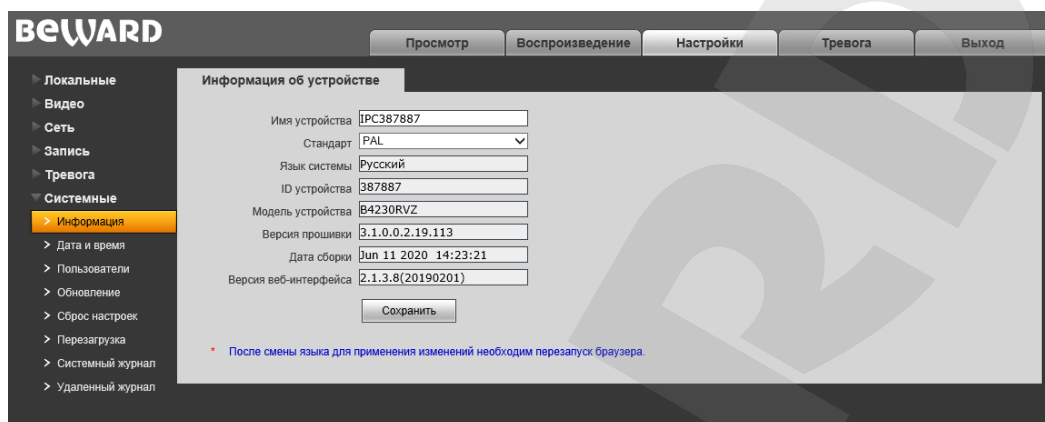 BEWARD
Просмотр Воспроизведение Настройки Тревога Выход
Локальные
Видео
Сеть
Запись
Тревога
Системные
Информация
Дата и время
Пользователи
Обновление
Сброс настроек
Перезагрузка
Системный журнал
Удаленный журнал
Информация об устройстве
Имя устройства IPC387887
Стандарт PAL
Язык системы Русский
ID устройства 387887
Модель устройства B4230RVZ
Версия прошивки 3.1.0.0.2.19.113
Дата сборки Jun 11 2020 14:23:21
Версия веб-интерфейса 2.1.3.8(20190201)
Сохранить
* После смены языка для применения изменений необходим перезапуск браузера.